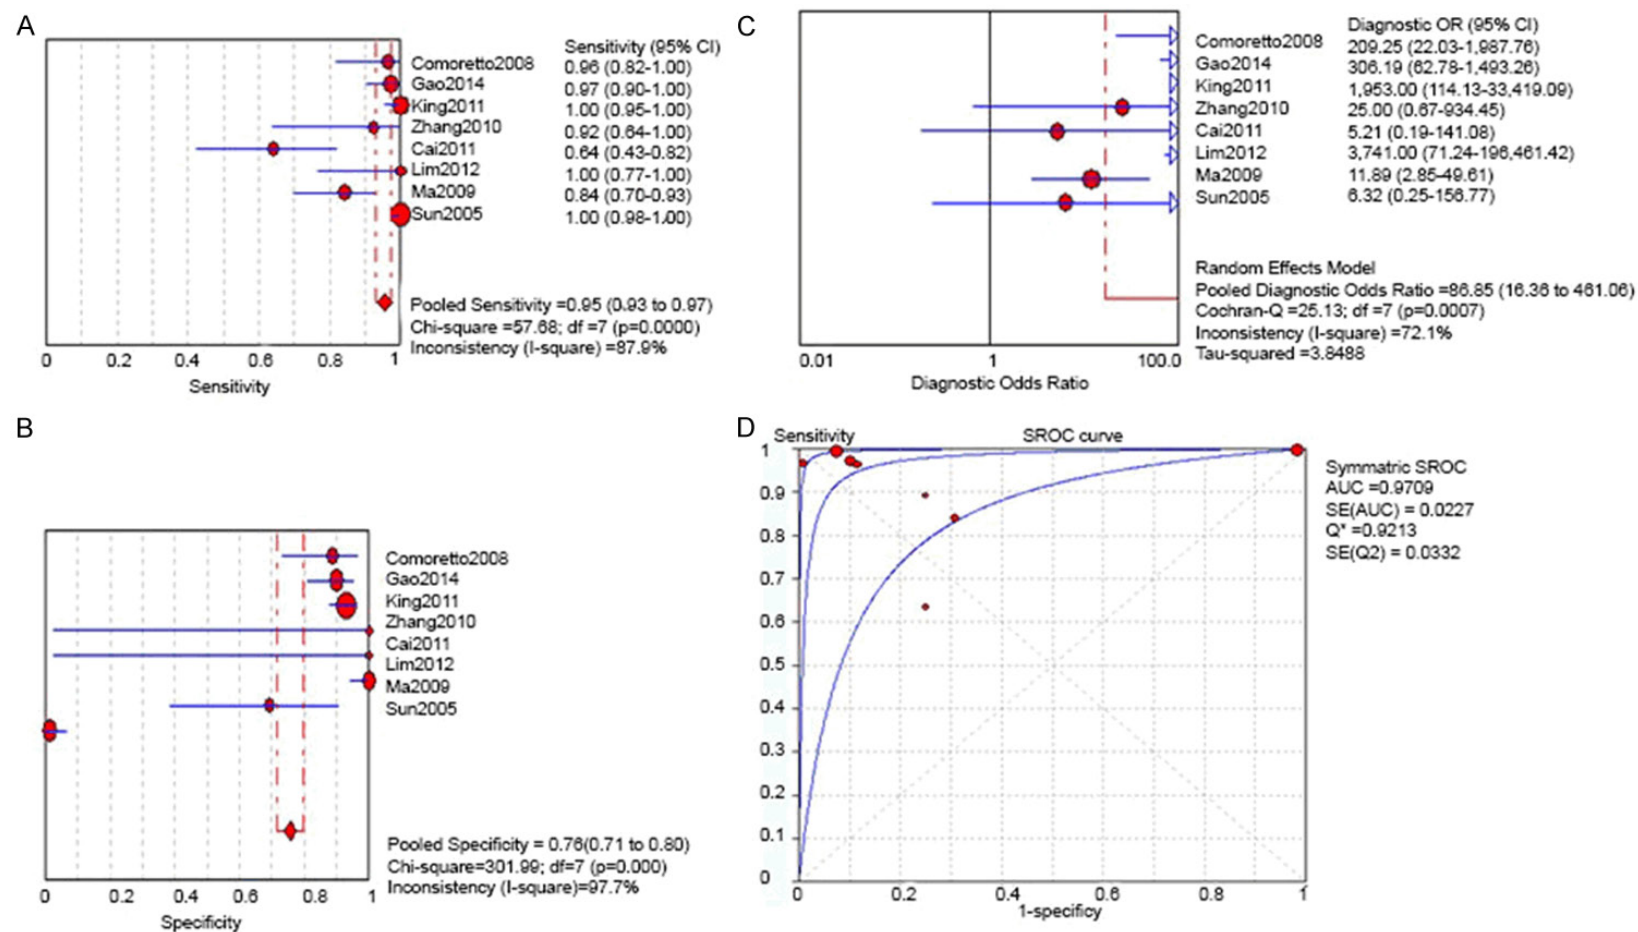 A
Sensitivity (95% CI)
Comoretto2008 0.96 (0.82-1.00)
Gao2014 0.97 (0.90-1.00)
King2011 1.00 (0.95-1.00)
Zhang2010 0.92 (0.64-1.00)
Cai2011 0.64 (0.43-0.82)
Lim2012 1.00 (0.77-1.00)
Ma2009 0.84 (0.70-0.93)
Sun2005 1.00 (0.98-1.00)
Pooled Sensitivity =0.95 (0.93 to 0.97)
Chi-square =57.68; df =7 (p=0.0000)
Inconsistency (I-square) =87.9%
0 0.2 0.4 0.6 0.8 1
Sensitivity
C
Diagnostic OR (95% CI)
Comoretto2008 209.25 (22.03-1,987.76)
Gao2014 306.19 (62.78-1,493.26)
King2011 1,953.00 (114.13-33,419.09)
Zhang2010 25.00 (0.67-934.45)
Cai2011 5.21 (0.19-141.08)
Lim2012 3,741.00 (71.24-196,461.42)
Ma2009 11.89 (2.85-49.61)
Sun2005 6.32 (0.25-156.77)
Random Effects Model
Pooled Diagnostic Odds Ratio =86.85 (16.36 to 461.06)
Cochran-Q =25.13; df =7 (p=0.0007)
Inconsistency (I-square) =72.1%
Tau-squared =3.8488
0.01 1 100.0
Diagnostic Odds Ratio
B
Comoretto2008
Gao2014
King2011
Zhang2010
Cai2011
Lim2012
Ma2009
Sun2005
Pooled Specificity = 0.76(0.71 to 0.80)
Chi-square=301.99; df=7 (p=0.000)
Inconsistency (I-square)=97.7%
0 0.2 0.4 0.6 0.8 1
Specificity
D
Sensitivity SROC curve
1
0.9
0.8
0.7
0.6
0.5
0.4
0.3
0.2
0.1
0
0 0.2 0.4 0.6 0.8 1
1-specificy
Symmatric SROC
AUC =0.9709
SE(AUC) = 0.0227
Q* =0.9213
SE(Q2) = 0.0332